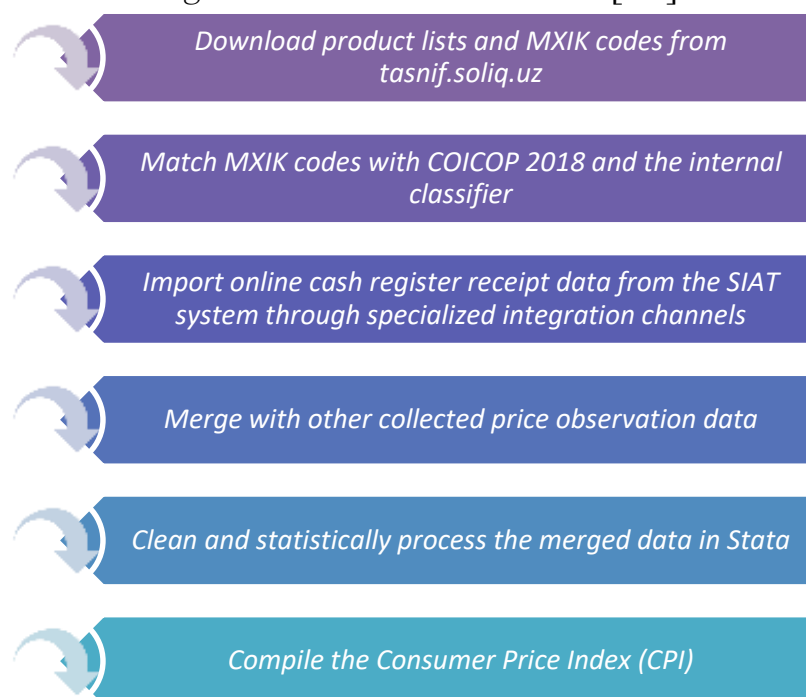 Download product lists and MXIK codes from
tasnif.soliq.uz
Match MXIK codes with COICOP 2018 and the internal
classifier
Import online cash register receipt data from the SIAT
system through specialized integration channels
Merge with other collected price observation data
Clean and statistically process the merged data in Stata
Compile the Consumer Price Index (CPI)